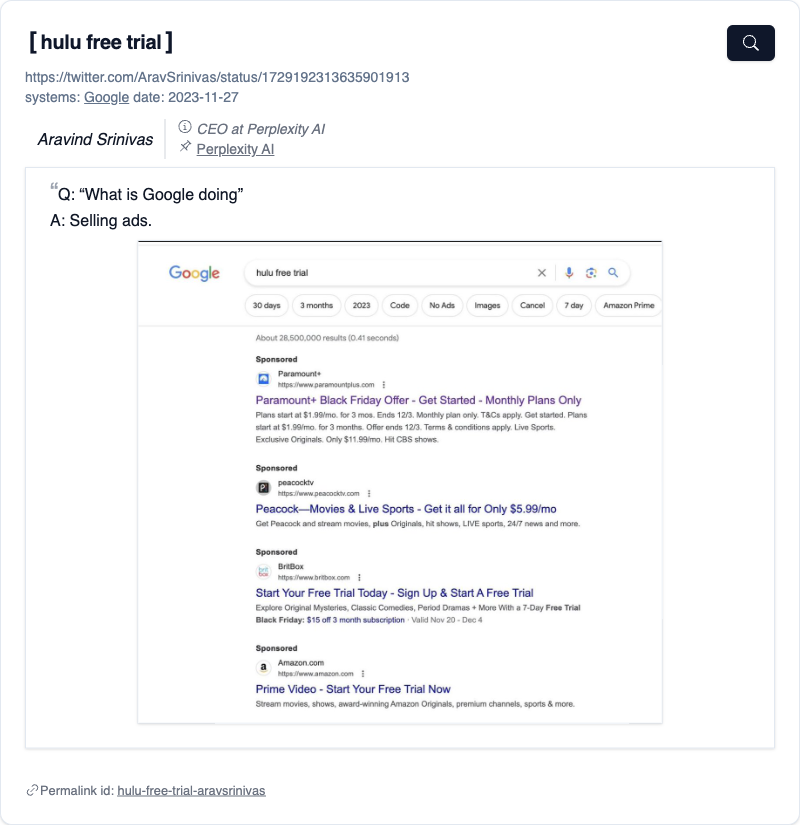 [ hulu free trial ]
https://twitter.com/AravSrinivas/status/1729192313635901913
systems: Google date: 2023-11-27
Aravind Srinivas
CEO at Perplexity AI
Perplexity AI
“Q: “What is Google doing”
A: Selling ads.
Google
hulu free trial
30 days 3 months 2023 Code No Ads Images Cancel 7 day Amazon Prime
About 28,500,000 results (0.41 seconds)
Sponsored
Paramount+
https://www.paramountplus.com
Paramount+ Black Friday Offer - Get Started - Monthly Plans Only
Plans start at $1.99/mo. for 3 mos. Ends 12/3. Monthly plan only. T&Cs apply. Get started. Plans
start at $1.99/mo. for 3 months. Offer ends 12/3. Terms & conditions apply. Live Sports.
Exclusive Originals. Only $11.99/mo. Hit CBS shows.
Sponsored
peacocktv
https://www.peacocktv.com
Peacock—Movies & Live Sports - Get it all for Only $5.99/mo
Get Peacock and stream movies, plus Originals, hit shows, LIVE sports, 24/7 news and more.
Sponsored
BritBox
https://www.britbox.com
Start Your Free Trial Today - Sign Up & Start A Free Trial
Explore Original Mysteries, Classic Comedies, Period Dramas + More With a 7-Day Free Trial
Black Friday: $15 off 3 month subscription · Valid Nov 20 - Dec 4
Sponsored
Amazon.com
https://www.amazon.com
Prime Video - Start Your Free Trial Now
Stream movies, shows, award-winning Amazon Originals, premium channels, sports & more.
Permalink id: hulu-free-trial-aravsrinivas